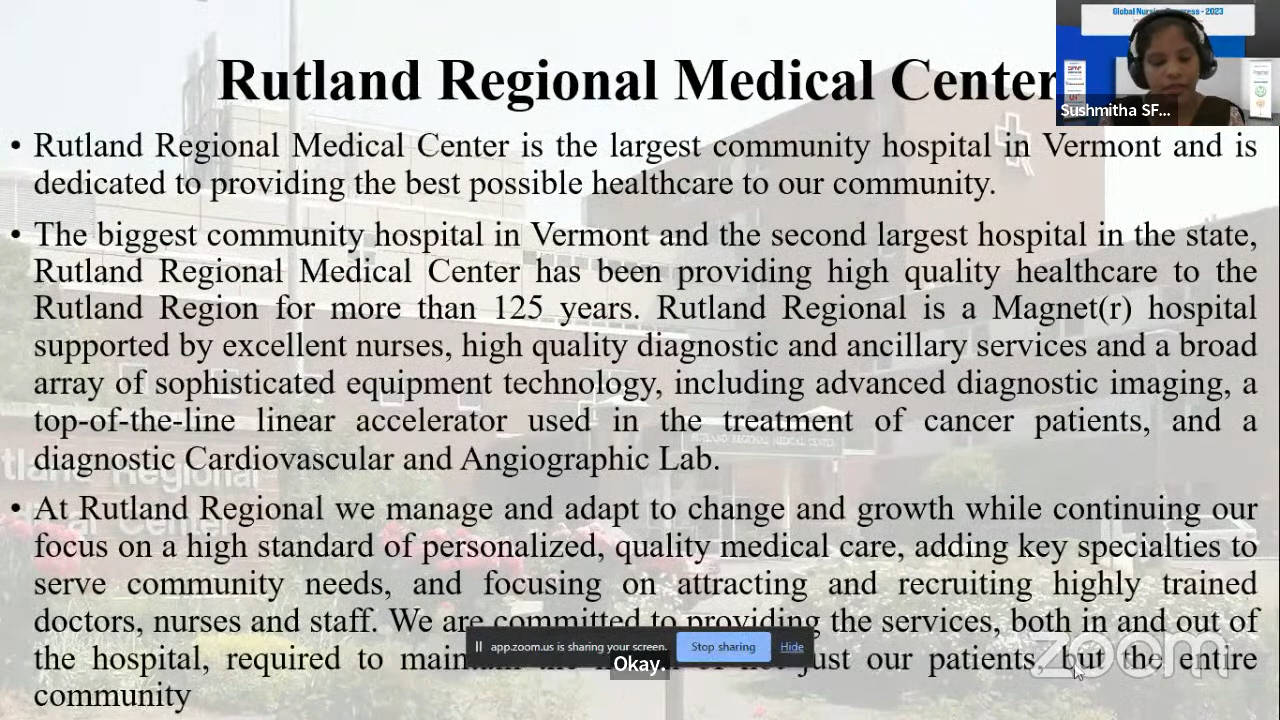 Global Nursing Congress - 2023
Sushmitha SF...
Rutland Regional Medical Center
• Rutland Regional Medical Center is the largest community hospital in Vermont and is
dedicated to providing the best possible healthcare to our community.
• The biggest community hospital in Vermont and the second largest hospital in the state,
Rutland Regional Medical Center has been providing high quality healthcare to the
Rutland Region for more than 125 years. Rutland Regional is a Magnet(r) hospital
supported by excellent nurses, high quality diagnostic and ancillary services and a broad
array of sophisticated equipment technology, including advanced diagnostic imaging, a
top-of-the-line linear accelerator used in the treatment of cancer patients, and a
diagnostic Cardiovascular and Angiographic Lab.
RUTLAND REGIONAL MEDICAL CENTER
tland Regional
• At Rutland Regional we manage and adapt to change and growth while continuing our
focus on a high standard of personalized, quality medical care, adding key specialties to
serve community needs, and focusing on attracting and recruiting highly trained
doctors, nurses and staff. We are committed to providing the services, both in and out of
the hospital, required to just our patients, but the entire
community
app.zoom.us is sharing your screen. Stop sharing Hide
Okay.
zoom